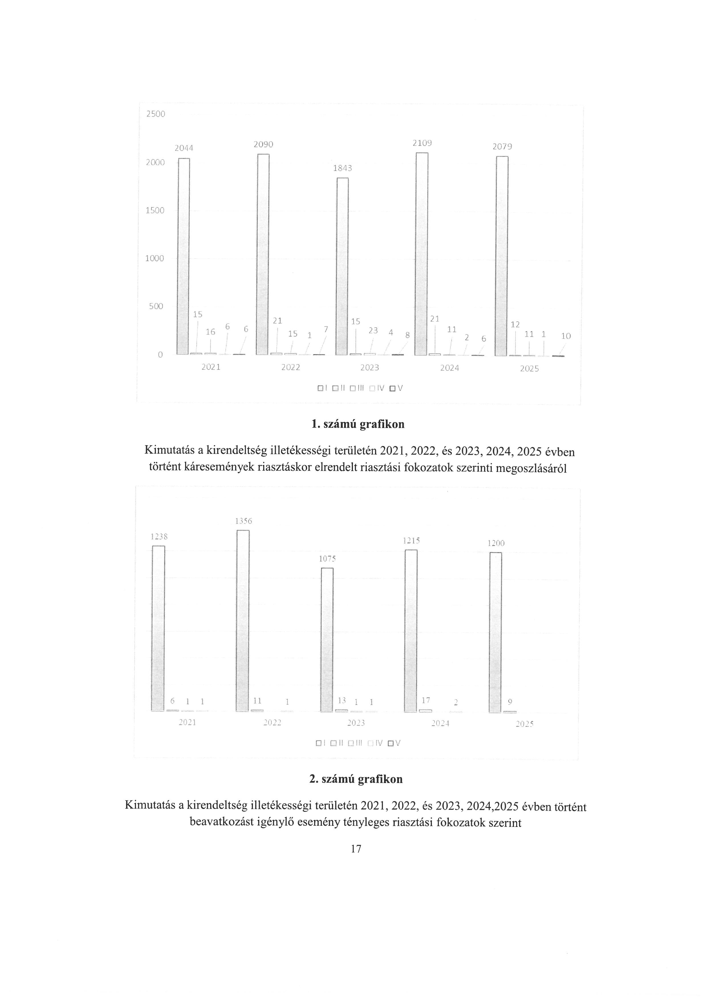 2500
2044 2090 2109 2079
2000
1843
1500
1000
500
15 16 6 6 21 15 1 7 15 23 4 8 21 11 2 6 12 11 1 10
0
2021 2022 2023 2024 2025
I II III IV V
1. számú grafikon
Kimutatás a kirendeltség illetékességi területén 2021, 2022, és 2023, 2024, 2025 évben
történt káresemények riasztáskor elrendelt riasztási fokozatok szerinti megoszlásáról
1238 1356 1075 1215 1200
6 1 1 11 1 13 1 1 17 2 9
2021 2022 2023 2024 2025
I II III IV V
2. számú grafikon
Kimutatás a kirendeltség illetékességi területén 2021, 2022, és 2023, 2024,2025 évben történt
beavatkozást igénylő esemény tényleges riasztási fokozatok szerint
17